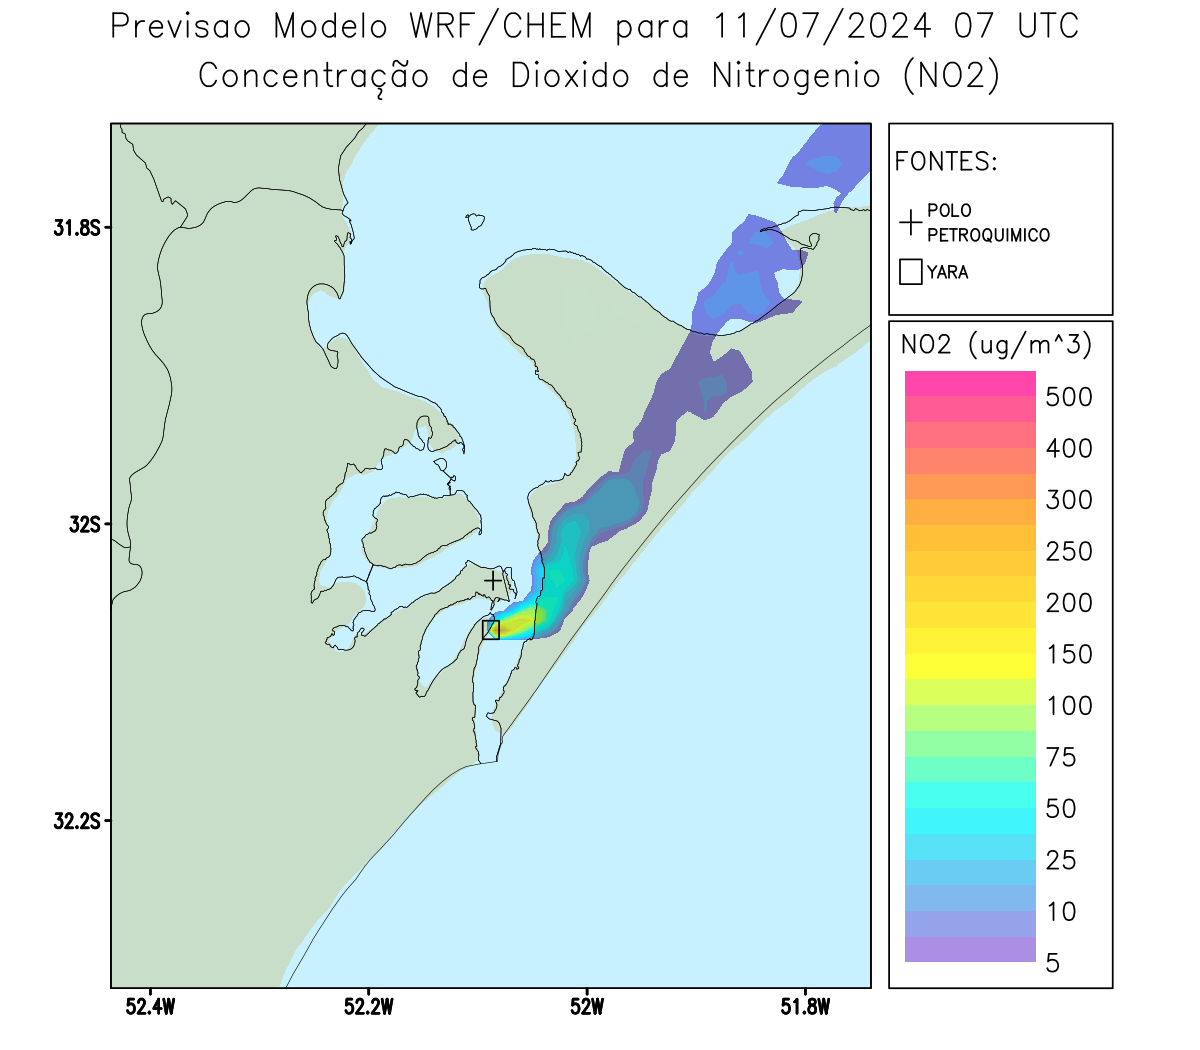 Previsao Modelo WRF/CHEM para 11/07/2024 07 UTC
Concentração de Dioxido de Nitrogenio (NO2)
FONTES:
POLO
PETROQUIMICO
YARA
31.8S
32S
32.2S
52.4W
52.2W
52W
51.8W
NO2 (ug/m^3)
500
400
300
250
200
150
100
75
50
25
10
5